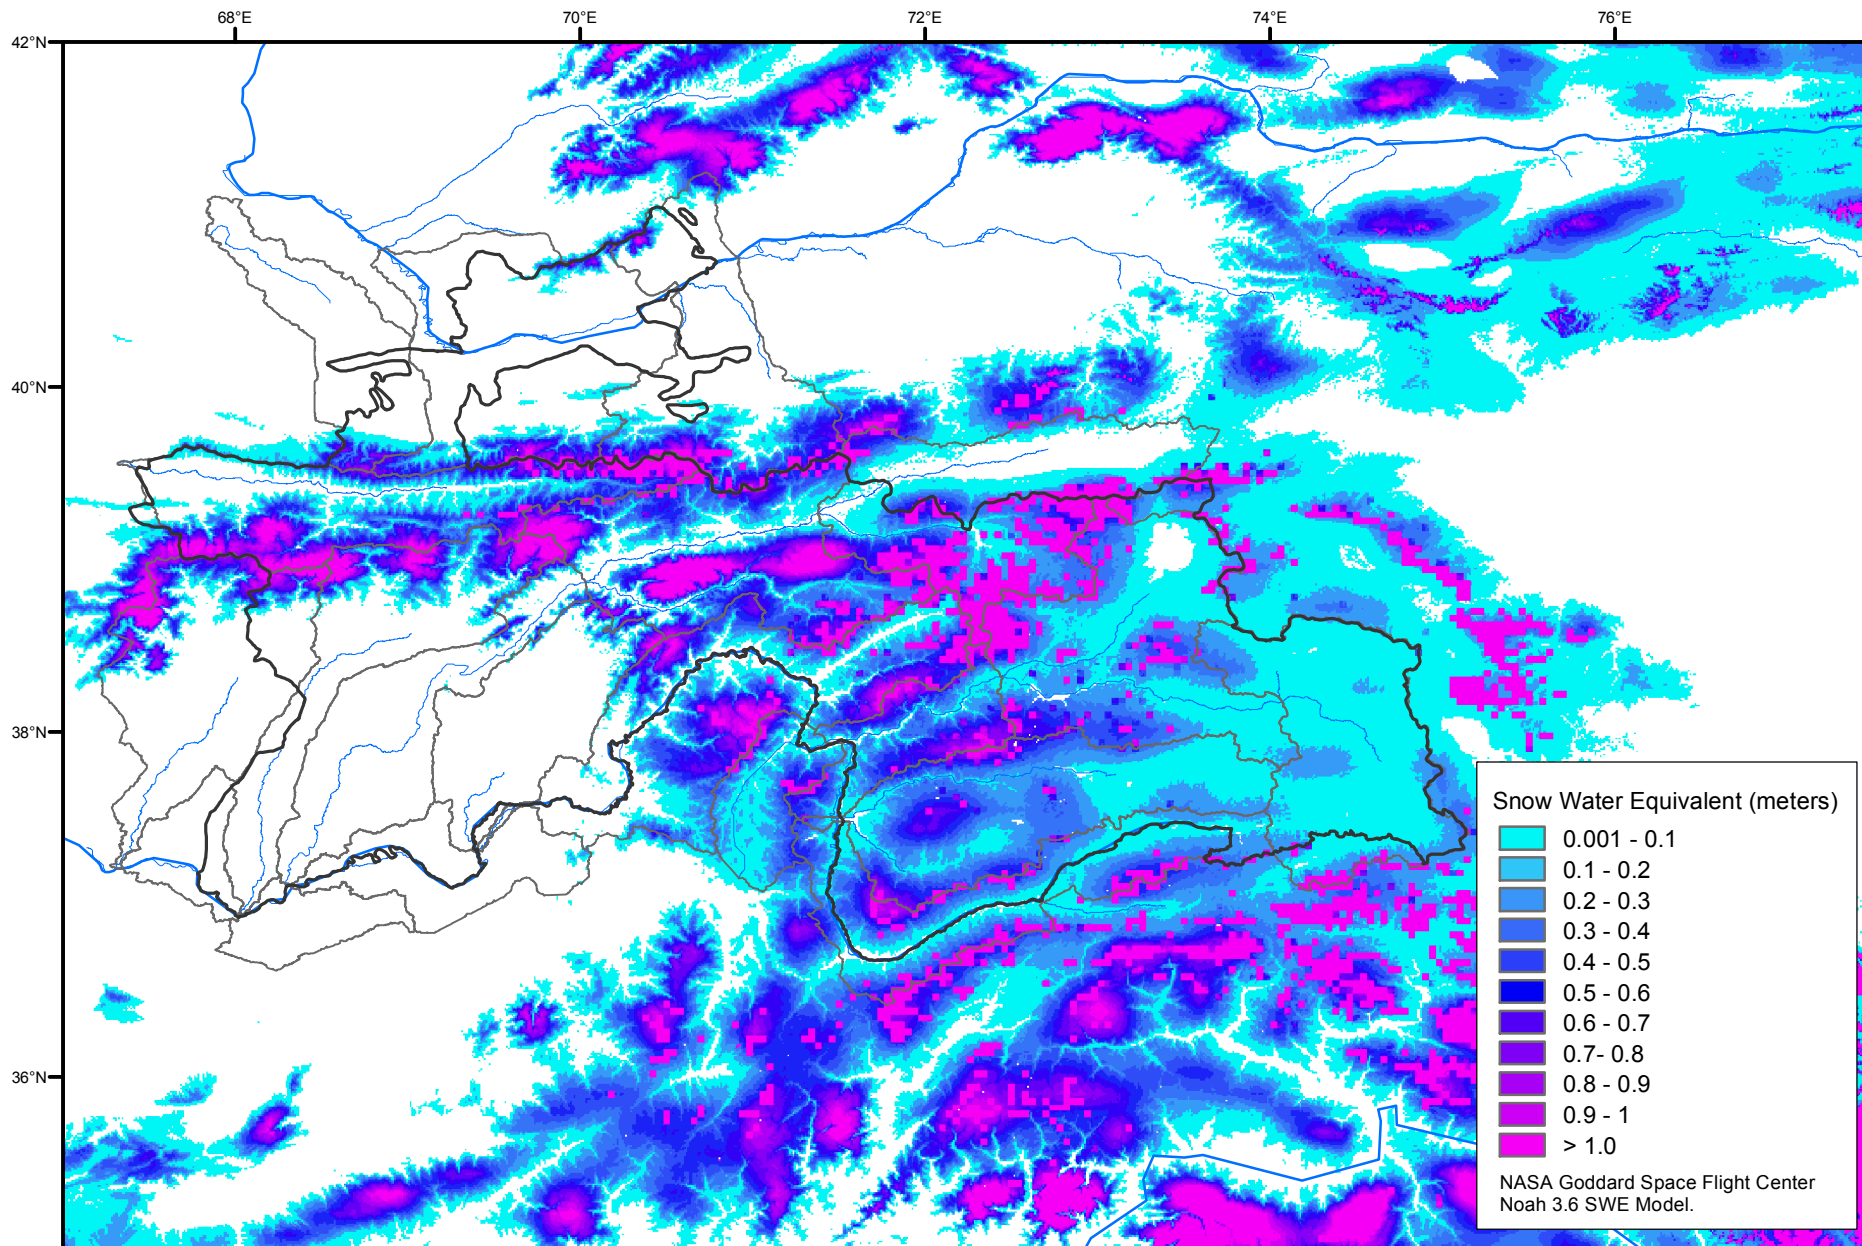 68°E
70°E
72°E
74°E
76°E
42°N
40°N
38°N
36°N
Snow Water Equivalent (meters)
0.001 - 0.1
0.1 - 0.2
0.2 - 0.3
0.3 - 0.4
0.4 - 0.5
0.5 - 0.6
0.6 - 0.7
0.7- 0.8
0.8 - 0.9
0.9 - 1
> 1.0
NASA Goddard Space Flight Center
Noah 3.6 SWE Model.